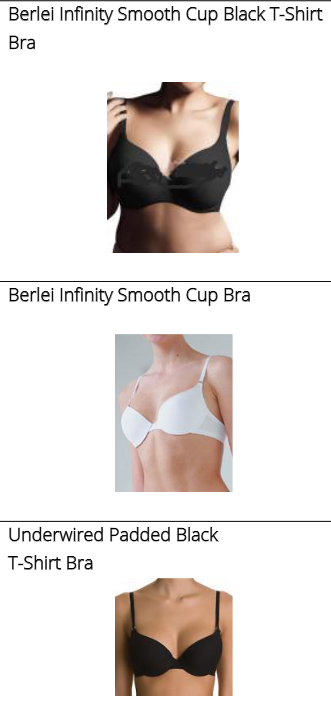 Berlei Infinity Smooth Cup Black T-Shirt
Bra
Berlei Infinity Smooth Cup Bra
Underwired Padded Black
T-Shirt Bra